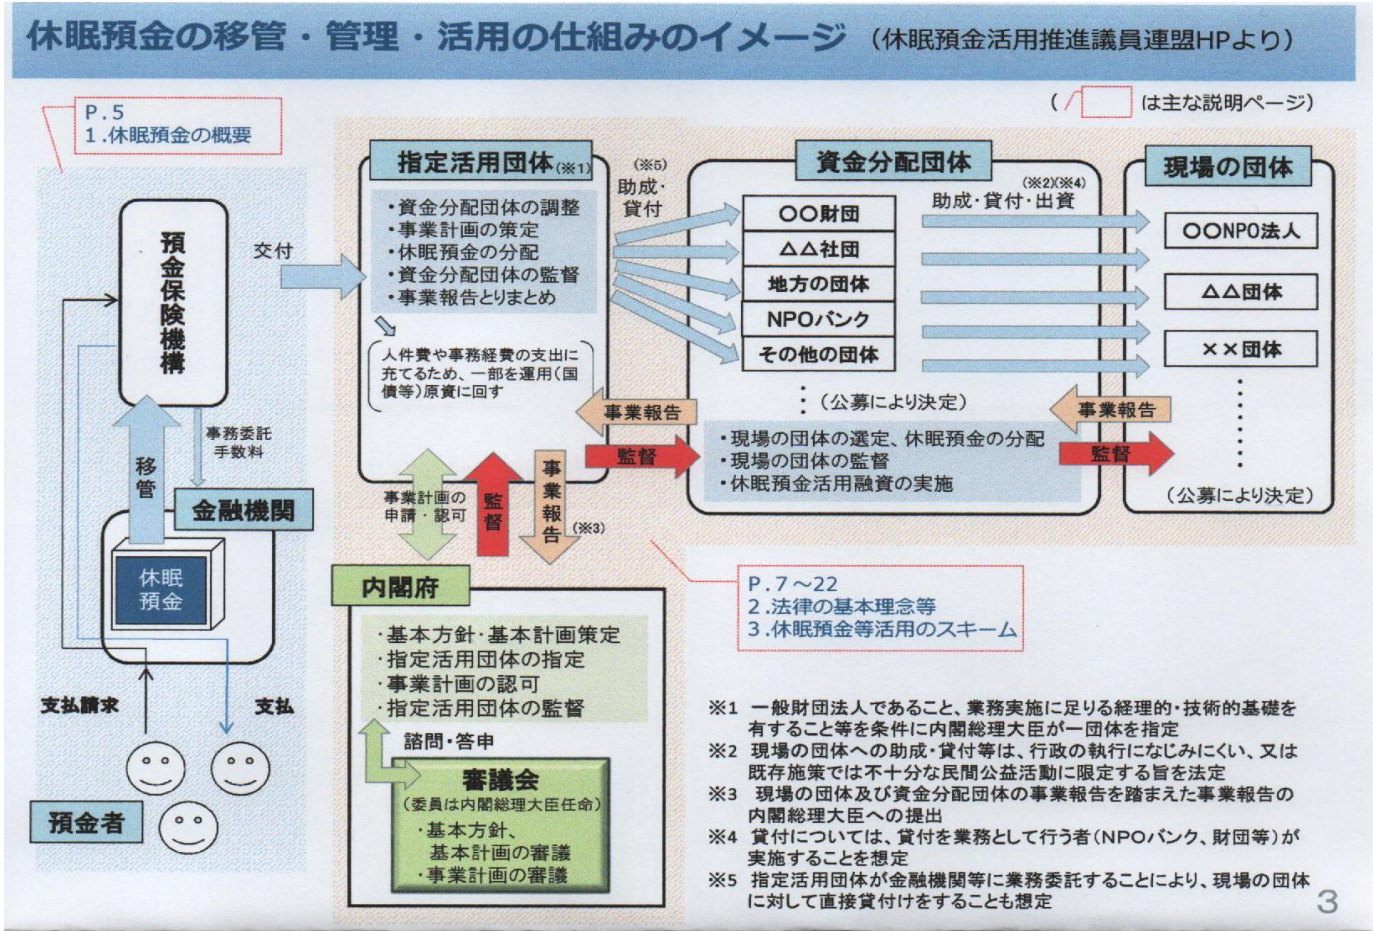 休眠預金の移管・管理・活用の仕組みのイメージ (休眠預金活用推進議員連盟HPより)
( は主な説明ページ)
P.5
1.休眠預金の概要
預金保険機構
交付
移管
事務委託
手数料
金融機関
休眠
預金
支払請求
支払
預金者
指定活用団体(※1)
・資金分配団体の調整
・事業計画の策定
・休眠預金の分配
・資金分配団体の監督
・事業報告とりまとめ
人件費や事務経費の支出に
充てるため、一部を運用(国
債等)原資に回す
(※5)
助成・
貸付
資金分配団体
〇〇財団
△△社団
地方の団体
NPOバンク
その他の団体
(公募により決定)
・現場の団体の選定、休眠預金の分配
・現場の団体の監督
・休眠預金活用融資の実施
(※2)(※4)
助成・貸付・出資
現場の団体
〇〇NPO法人
△△団体
××団体
(公募により決定)
事業報告
監督
事業報告
監督
事業計画の
申請・認可
監督
事業報告
(※3)
内閣府
・基本方針・基本計画策定
・指定活用団体の指定
・事業計画の認可
・指定活用団体の監督
諮問・答申
審議会
(委員は内閣総理大臣任命)
・基本方針、
基本計画の審議
・事業計画の審議
P.7～22
2.法律の基本理念等
3.休眠預金等活用のスキーム
※1 一般財団法人であること、業務実施に足りる経理的・技術的基礎を
有すること等を条件に内閣総理大臣が一団体を指定
※2 現場の団体への助成・貸付等は、行政の執行になじみにくい、又は
既存施策では不十分な民間公益活動に限定する旨を法定
※3 現場の団体及び資金分配団体の事業報告を踏まえた事業報告の
内閣総理大臣への提出
※4 貸付については、貸付を業務として行う者(NPOバンク、財団等)が
実施することを想定
※5 指定活用団体が金融機関等に業務委託することにより、現場の団体
に対して直接貸付けをすることも想定
3